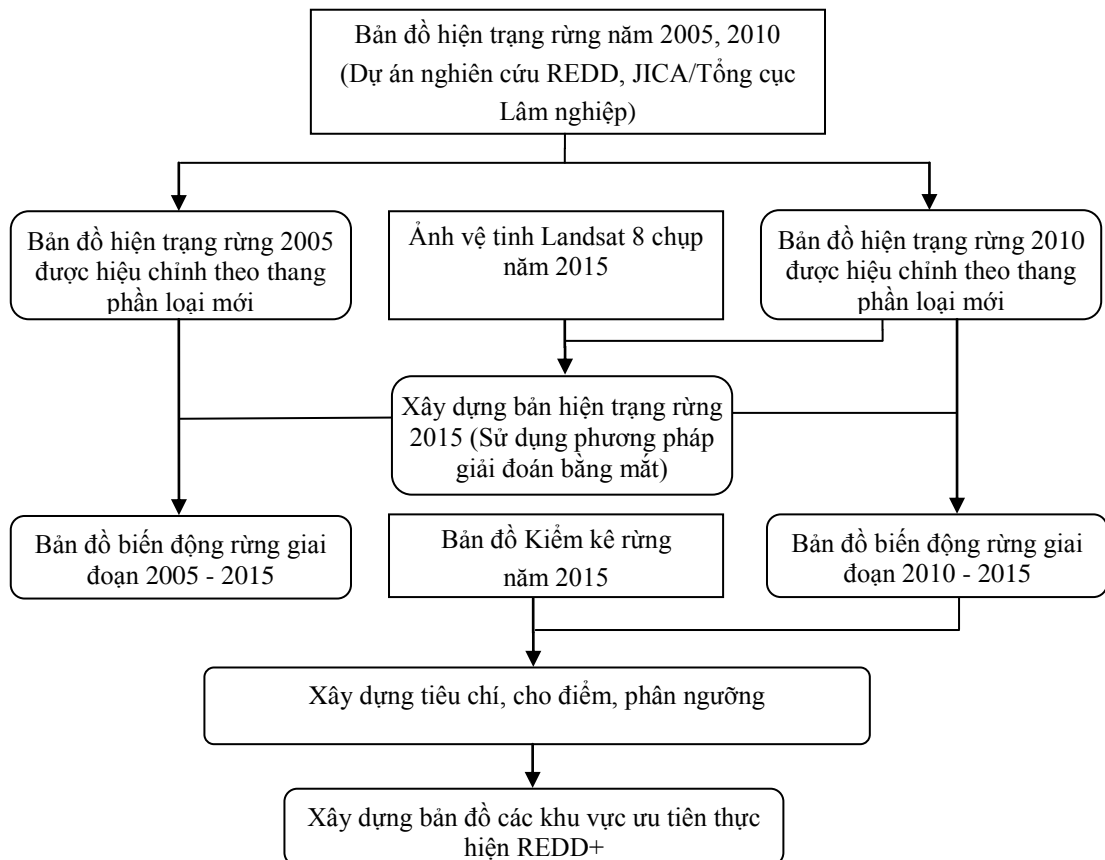 Bản đồ hiện trạng rừng năm 2005, 2010
(Dự án nghiên cứu REDD, JICA/Tổng cục
Lâm nghiệp)
Bản đồ hiện trạng rừng 2005
được hiệu chỉnh theo thang
phần loại mới
Ảnh vệ tinh Landsat 8 chụp
năm 2015
Bản đồ hiện trạng rừng 2010
được hiệu chỉnh theo thang
phần loại mới
Xây dựng bản hiện trạng rừng
2015 (Sử dụng phương pháp
giải đoán bằng mắt)
Bản đồ biến động rừng giai
đoạn 2005 - 2015
Bản đồ Kiểm kê rừng
năm 2015
Bản đồ biến động rừng giai
đoạn 2010 - 2015
Xây dựng tiêu chí, cho điểm, phân ngưỡng
Xây dựng bản đồ các khu vực ưu tiên thực
hiện REDD+